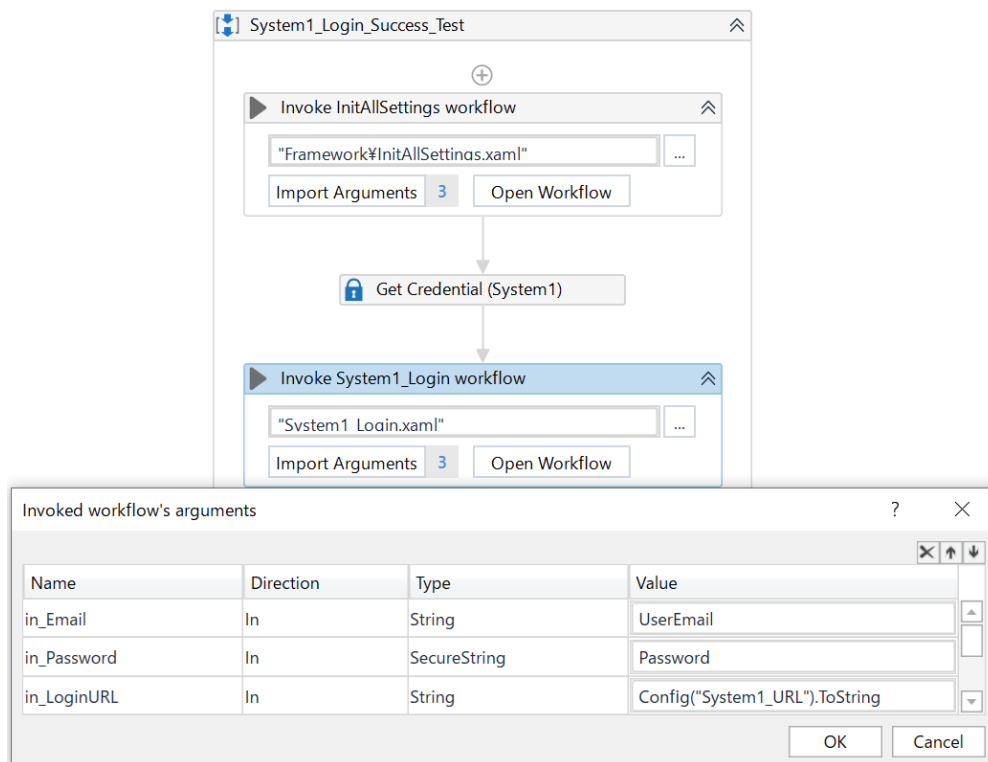 System1_Login_Success_Test
Invoke InitAllSettings workflow
"Framework¥InitAllSettings.xaml"
...
Import Arguments 3 Open Workflow
Get Credential (System1)
Invoke System1_Login workflow
"System1_Login.xaml"
...
Import Arguments 3 Open Workflow
Invoked workflow's arguments ?
Name Direction Type Value
in_Email In String UserEmail
in_Password In SecureString Password
in_LoginURL In String Config("System1_URL").ToString
OK Cancel